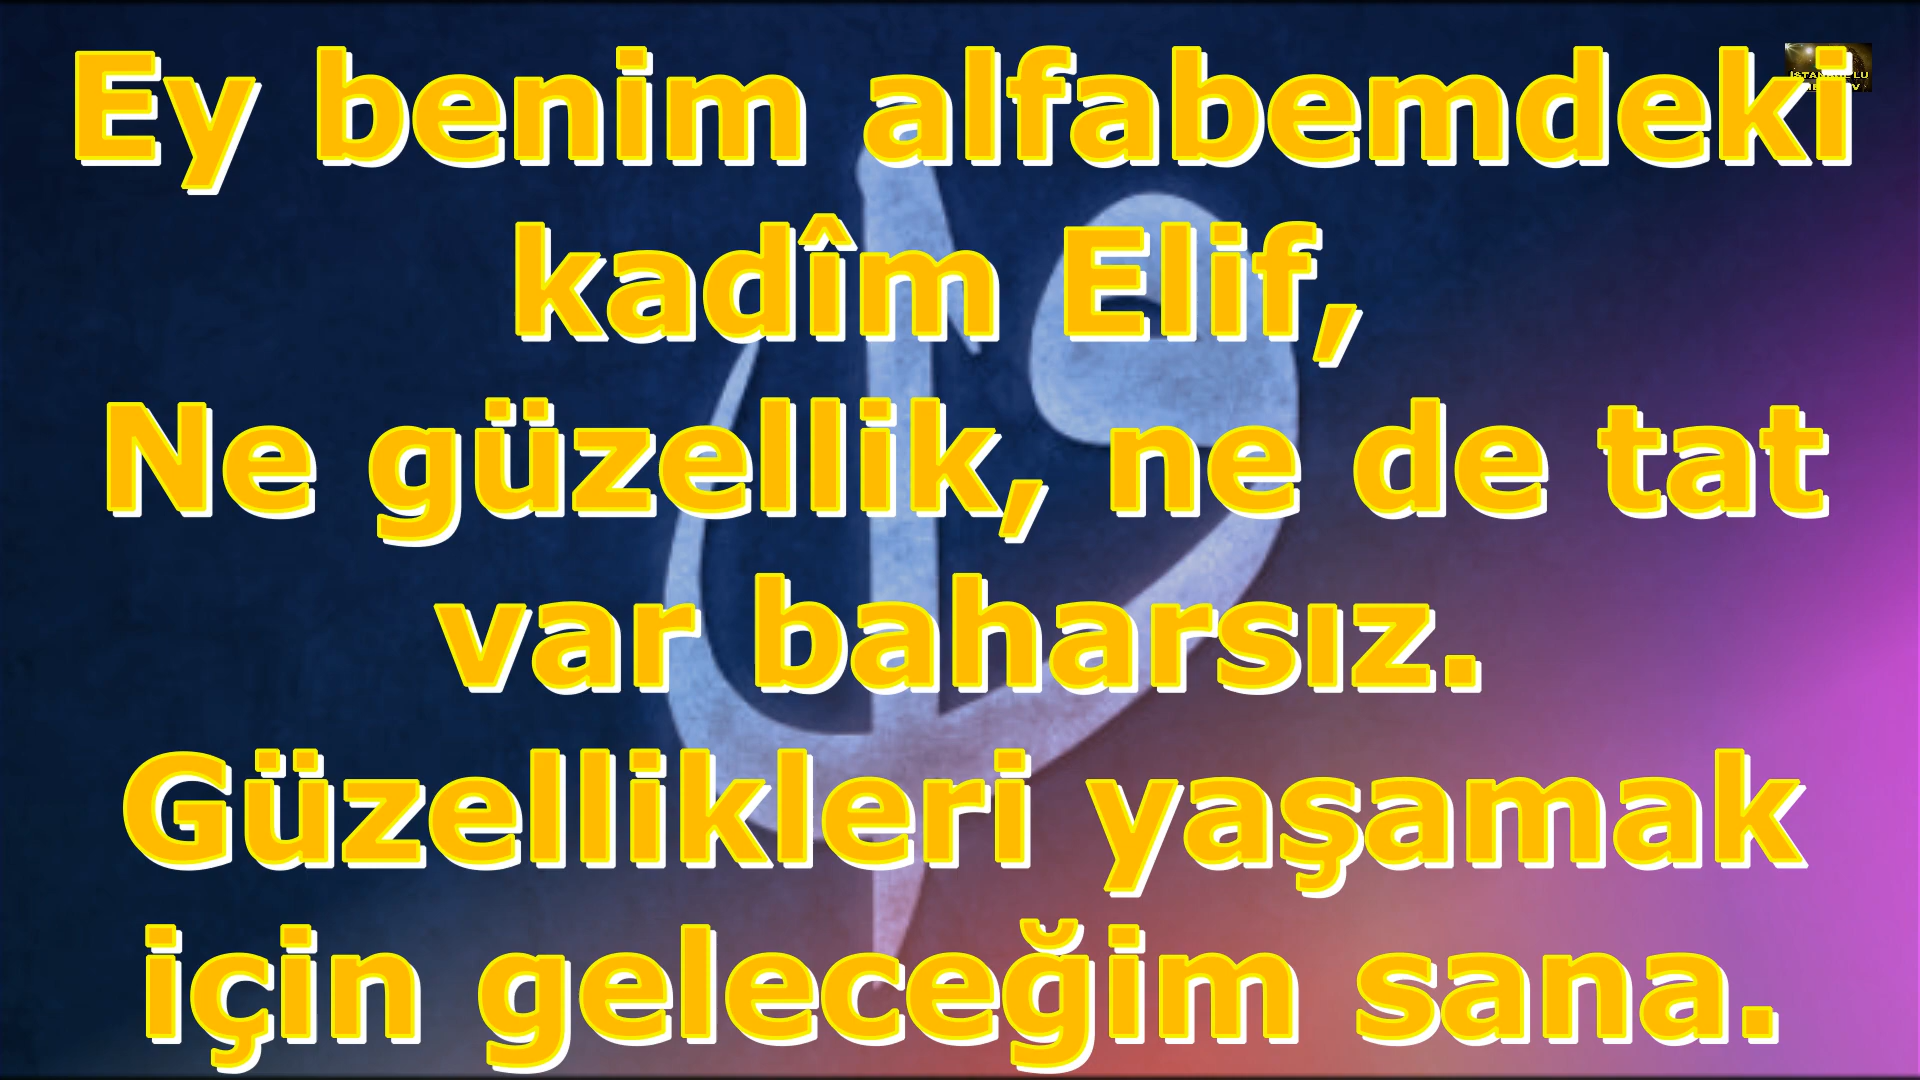 Ey benim alfabemdeki
kadîm Elif,
Ne güzellik, ne de tat
var baharsız.
Güzellikleri yaşamak
için geleceğim sana.